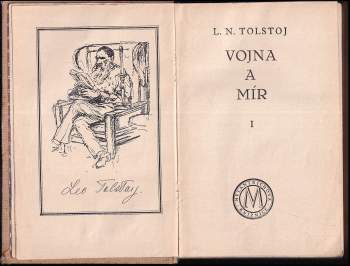 Leo Tolstoy.
L. N. TOLSTOJ
VOJNA
A
MÍR
I
M